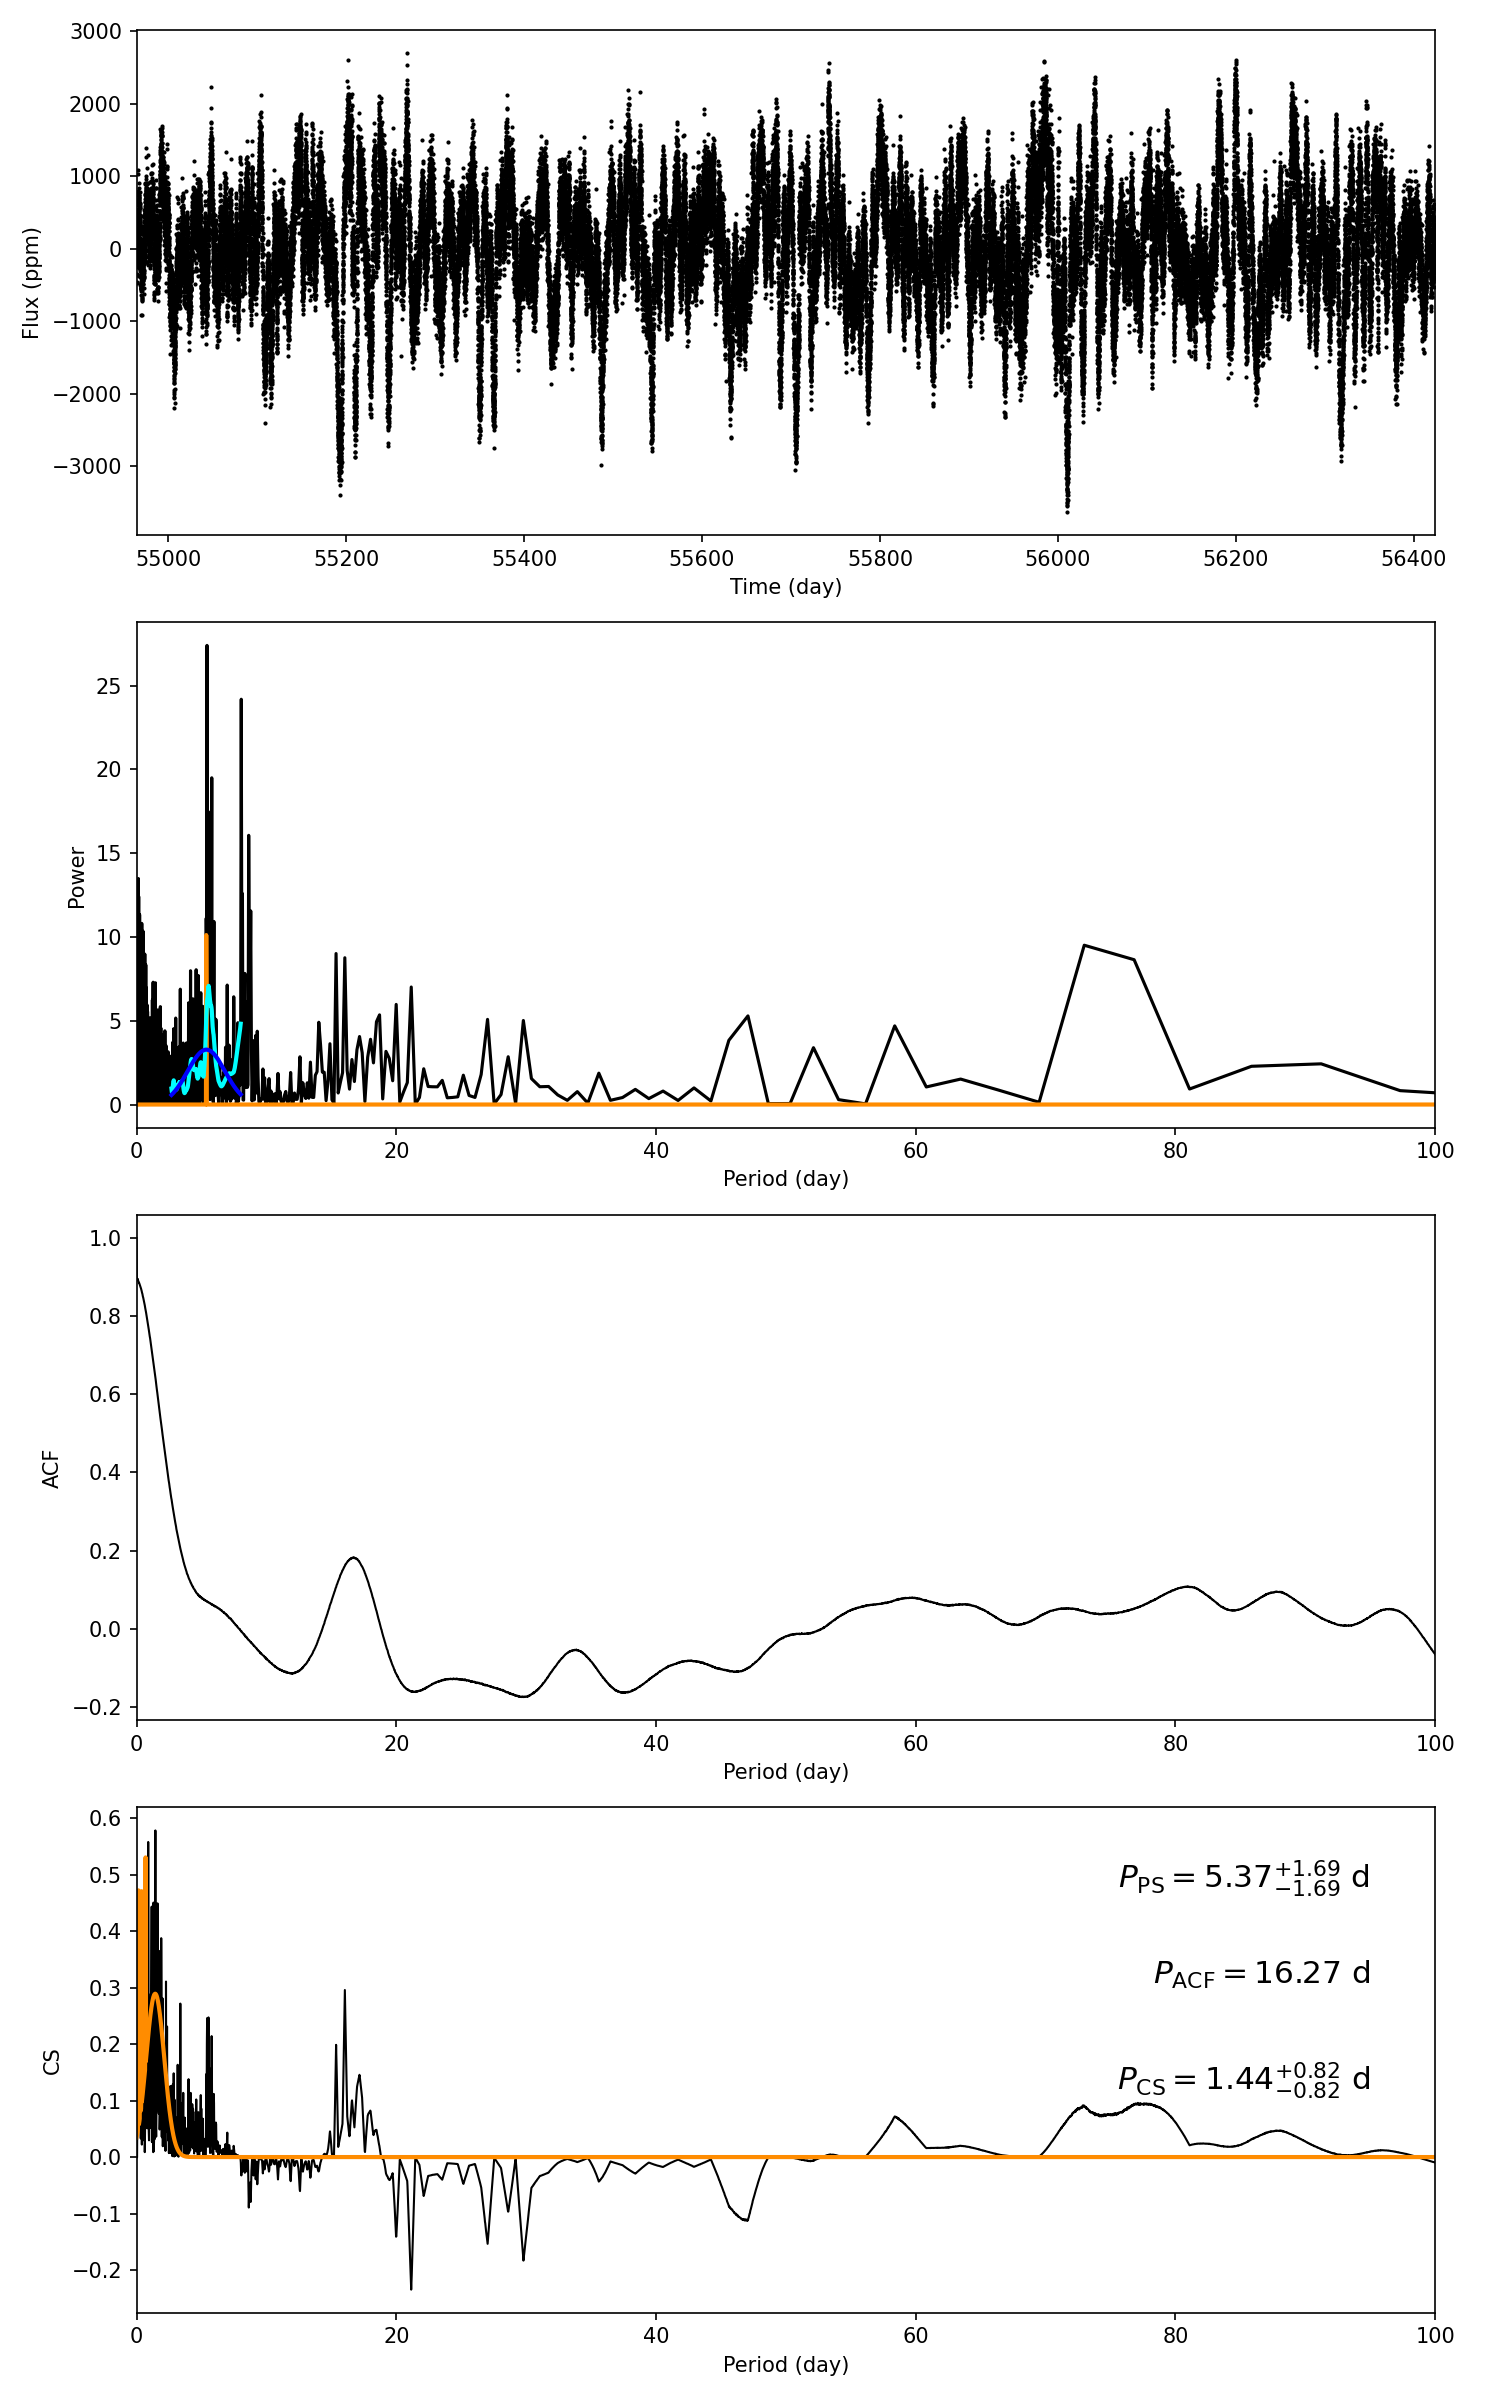 3000
2000
1000
0
−1000
−2000
−3000
Flux (ppm)
55000 55200 55400 55600 55800 56000 56200 56400
Time (day)
25
20
15
10
5
0
Power
0 20 40 60 80 100
Period (day)
1.0
0.8
0.6
0.4
0.2
0.0
−0.2
ACF
0 20 40 60 80 100
Period (day)
0.6
0.5
0.4
0.3
0.2
0.1
0.0
−0.1
−0.2
CS
P_PS = 5.37 +1.69 −1.69 d
P_ACF = 16.27 d
P_CS = 1.44 +0.82 −0.82 d
0 20 40 60 80 100
Period (day)